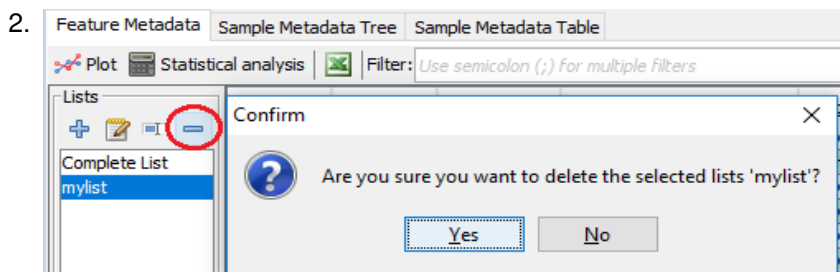 2.
Feature Metadata Sample Metadata Tree Sample Metadata Table
Plot Statistical analysis Filter: Use semicolon (;) for multiple filters
Lists
Confirm
Complete List
mylist
Are you sure you want to delete the selected lists 'mylist'?
Yes No